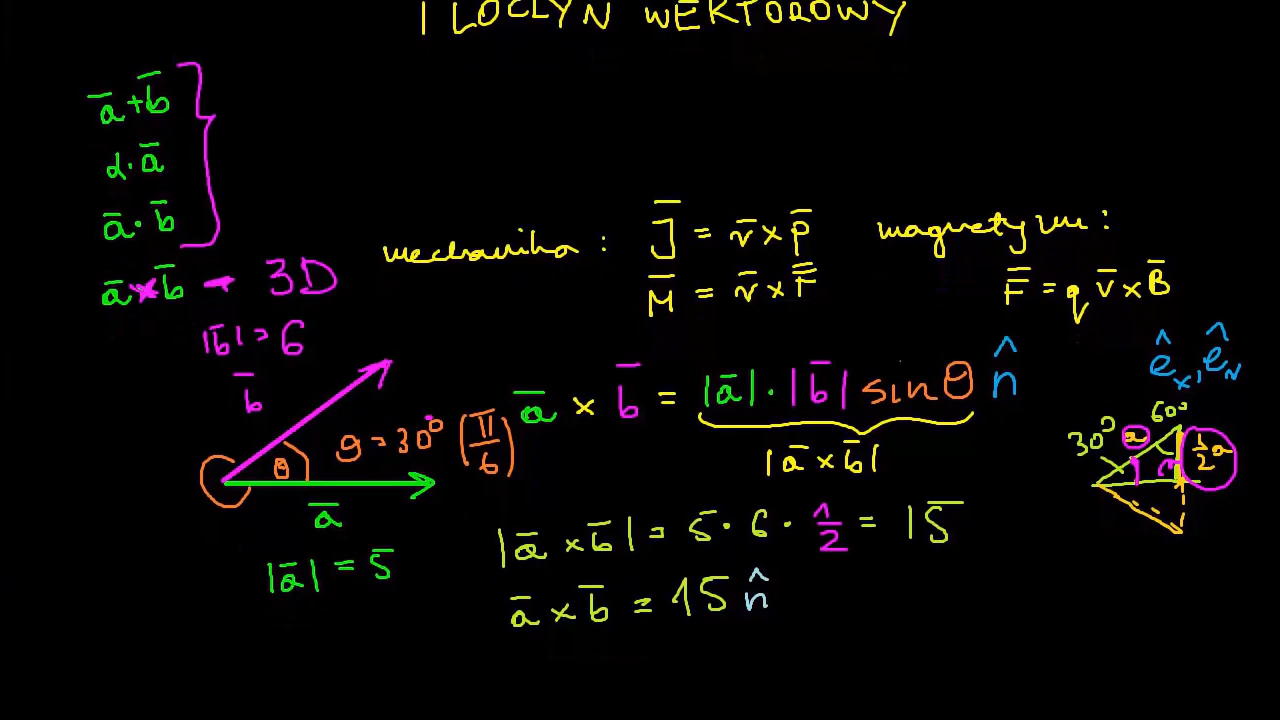 ILOCZYN WEKTOROWY
a̅ + b̅
α · a̅
a̅ · b̅
a̅ × b̅ → 3D
mechanika :
J̅ = r̅ × p̅
M̅ = r̅ × F̅
magnetyzm :
F̅ = q v̅ × B̅
|b̅| = 6
b̅
θ
θ = 30° (π/6)
a̅
|a̅| = 5
a̅ × b̅ = |a̅| · |b̅| sin θ n̂
|a̅ × b̅|
ê_x, ê_N
30°
60°
a
½a
|a̅ × b̅| = 5 · 6 · ½ = 15
a̅ × b̅ = 15 n̂